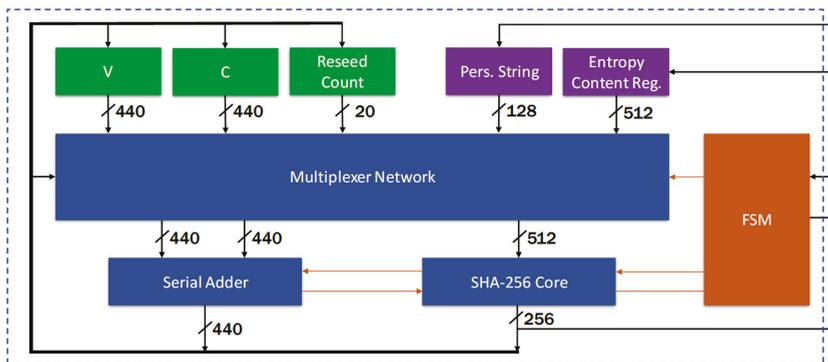 V
C
Reseed
Count
Pers. String
Entropy
Content Reg.
440
440
20
128
512
Multiplexer Network
FSM
440
440
512
Serial Adder
SHA-256 Core
440
256